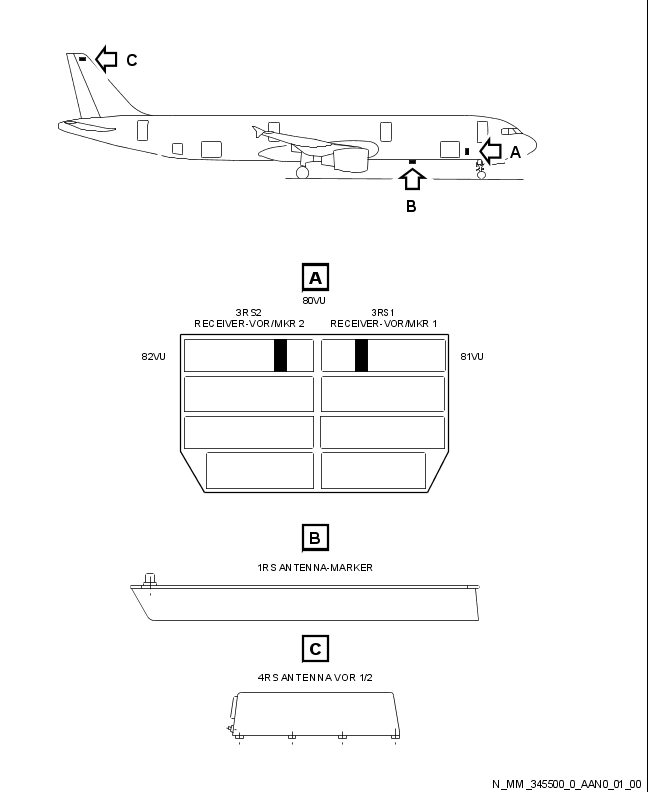 C
A
B
A
80VU
3RS2
RECEIVER-VOR/MKR 2
3RS1
RECEIVER-VOR/MKR 1
82VU
81VU
B
1RS ANTENNA-MARKER
C
4RS ANTENNA VOR 1/2
N_MM_345500_0_AAN0_01_00